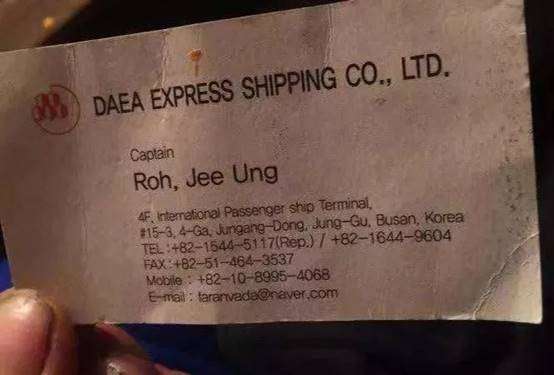 DAEA EXPRESS SHIPPING CO., LTD.
Captain
Roh, Jee Ung
4F, International Passenger ship Terminal,
#15-3, 4-Ga, Jungang-Dong, Jung-Gu, Busan, Korea
TEL : +82-1544-5117(Rep.) / +82-1644-9604
FAX : +82-51-464-3537
Mobile : +82-10-8995-4068
E-mail : taranvada@naver.com